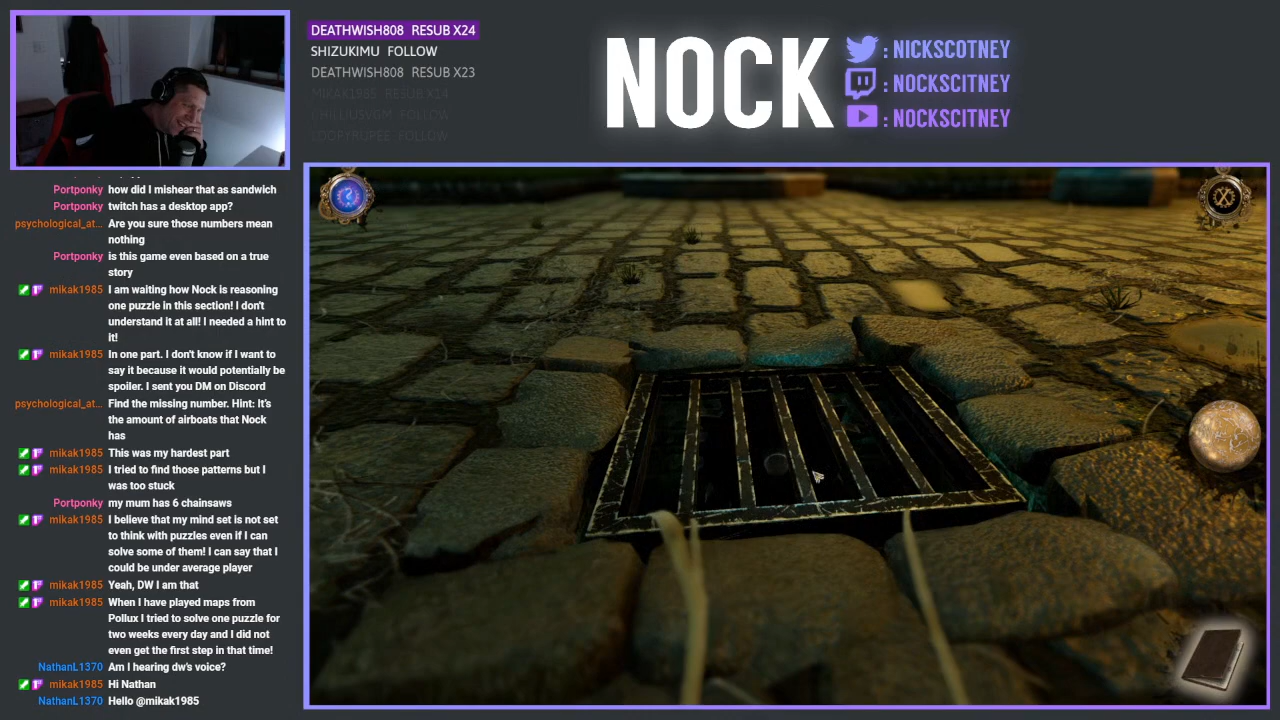 DEATHWISH808 RESUB X24
SHIZUKIMU FOLLOW
DEATHWISH808 RESUB X23
MIKAK1985 RESUB X14
FOLLOW
LOOPYRUPEE FOLLOW
NOCK
: NICKSCOTNEY
: NOCKSCITNEY
: NOCKSCITNEY
Portponky how did I mishear that as sandwich
Portponky twitch has a desktop app?
psychological_at... Are you sure those numbers mean
nothing
Portponky is this game even based on a true
story
mikak1985 I am waiting how Nock is reasoning
one puzzle in this section! I don't
understand it at all! I needed a hint to
it!
mikak1985 In one part. I don't know if I want to
say it because it would potentially be
spoiler. I sent you DM on Discord
psychological_at... Find the missing number. Hint: It's
the amount of airboats that Nock
has
mikak1985 This was my hardest part
mikak1985 I tried to find those patterns but I
was too stuck
Portponky my mum has 6 chainsaws
mikak1985 I believe that my mind set is not set
to think with puzzles even if I can
solve some of them! I can say that I
could be under average player
mikak1985 Yeah, DW I am that
mikak1985 When I have played maps from
Pollux I tried to solve one puzzle for
two weeks every day and I did not
even get the first step in that time!
NathanL1370 Am I hearing dw's voice?
mikak1985 Hi Nathan
NathanL1370 Hello @mikak1985